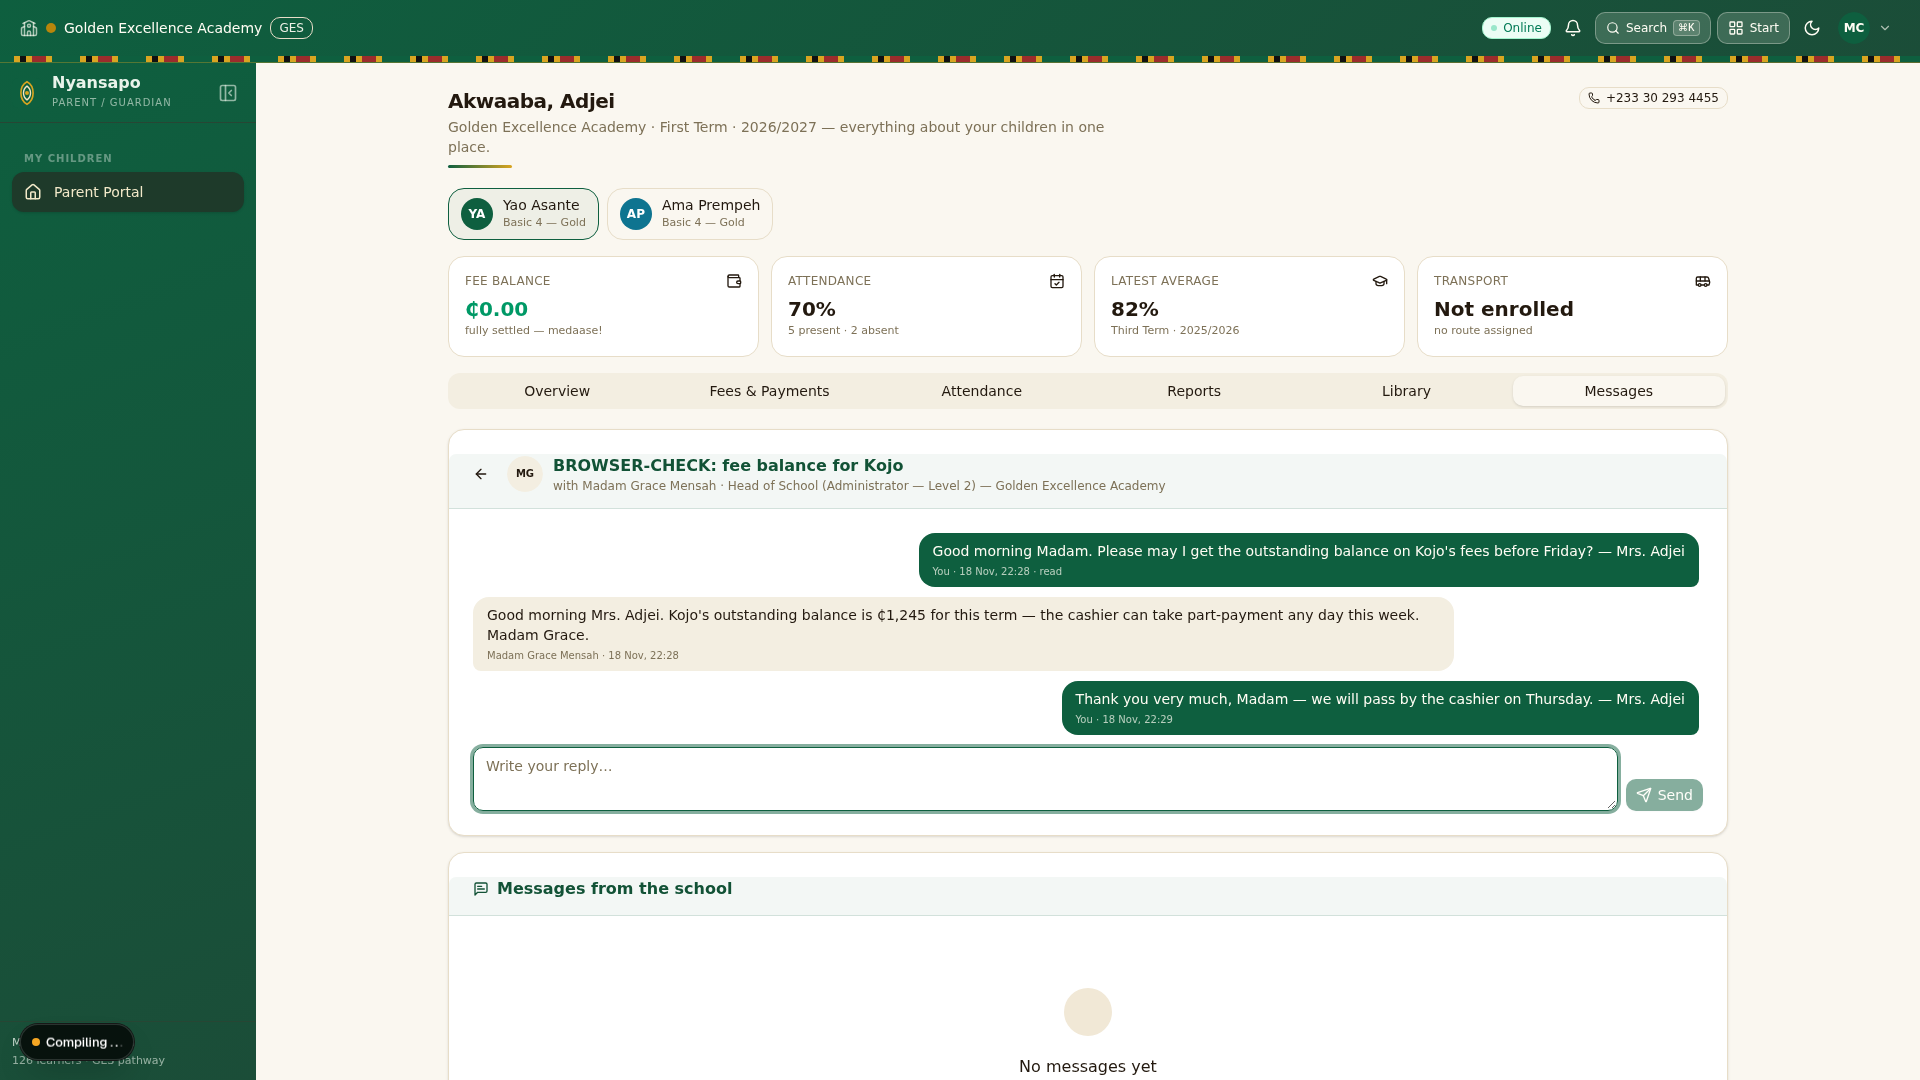 Golden Excellence Academy GES
Online
Search ⌘K
Start
MC
Nyansapo
PARENT / GUARDIAN
MY CHILDREN
Parent Portal
Akwaaba, Adjei
Golden Excellence Academy · First Term · 2026/2027 — everything about your children in one
place.
+233 30 293 4455
YA
Yao Asante
Basic 4 — Gold
AP
Ama Prempeh
Basic 4 — Gold
FEE BALANCE
₵0.00
fully settled — medaase!
ATTENDANCE
70%
5 present · 2 absent
LATEST AVERAGE
82%
Third Term · 2025/2026
TRANSPORT
Not enrolled
no route assigned
Overview
Fees & Payments
Attendance
Reports
Library
Messages
MG
BROWSER-CHECK: fee balance for Kojo
with Madam Grace Mensah · Head of School (Administrator — Level 2) — Golden Excellence Academy
Good morning Madam. Please may I get the outstanding balance on Kojo's fees before Friday? — Mrs. Adjei
You · 18 Nov, 22:28 · read
Good morning Mrs. Adjei. Kojo's outstanding balance is ₵1,245 for this term — the cashier can take part-payment any day this week.
Madam Grace.
Madam Grace Mensah · 18 Nov, 22:28
Thank you very much, Madam — we will pass by the cashier on Thursday. — Mrs. Adjei
You · 18 Nov, 22:29
Write your reply…
Send
Messages from the school
No messages yet
Compiling ...
126 learners · GES pathway